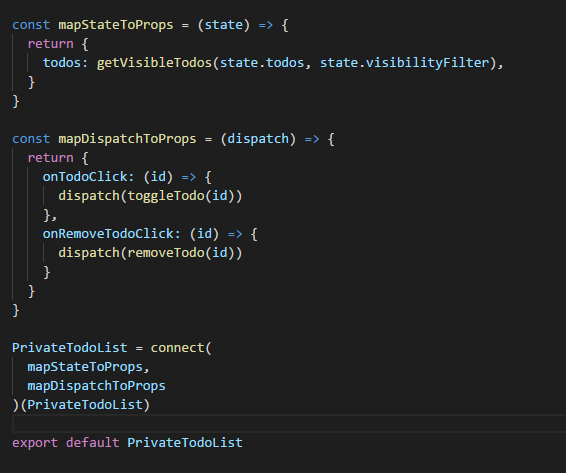 const mapStateToProps = (state) => {
  return {
    todos: getVisibleTodos(state.todos, state.visibilityFilter),
  }
}

const mapDispatchToProps = (dispatch) => {
  return {
    onTodoClick: (id) => {
      dispatch(toggleTodo(id))
    },
    onRemoveTodoClick: (id) => {
      dispatch(removeTodo(id))
    }
  }
}

PrivateTodoList = connect(
  mapStateToProps,
  mapDispatchToProps
)(PrivateTodoList)

export default PrivateTodoList